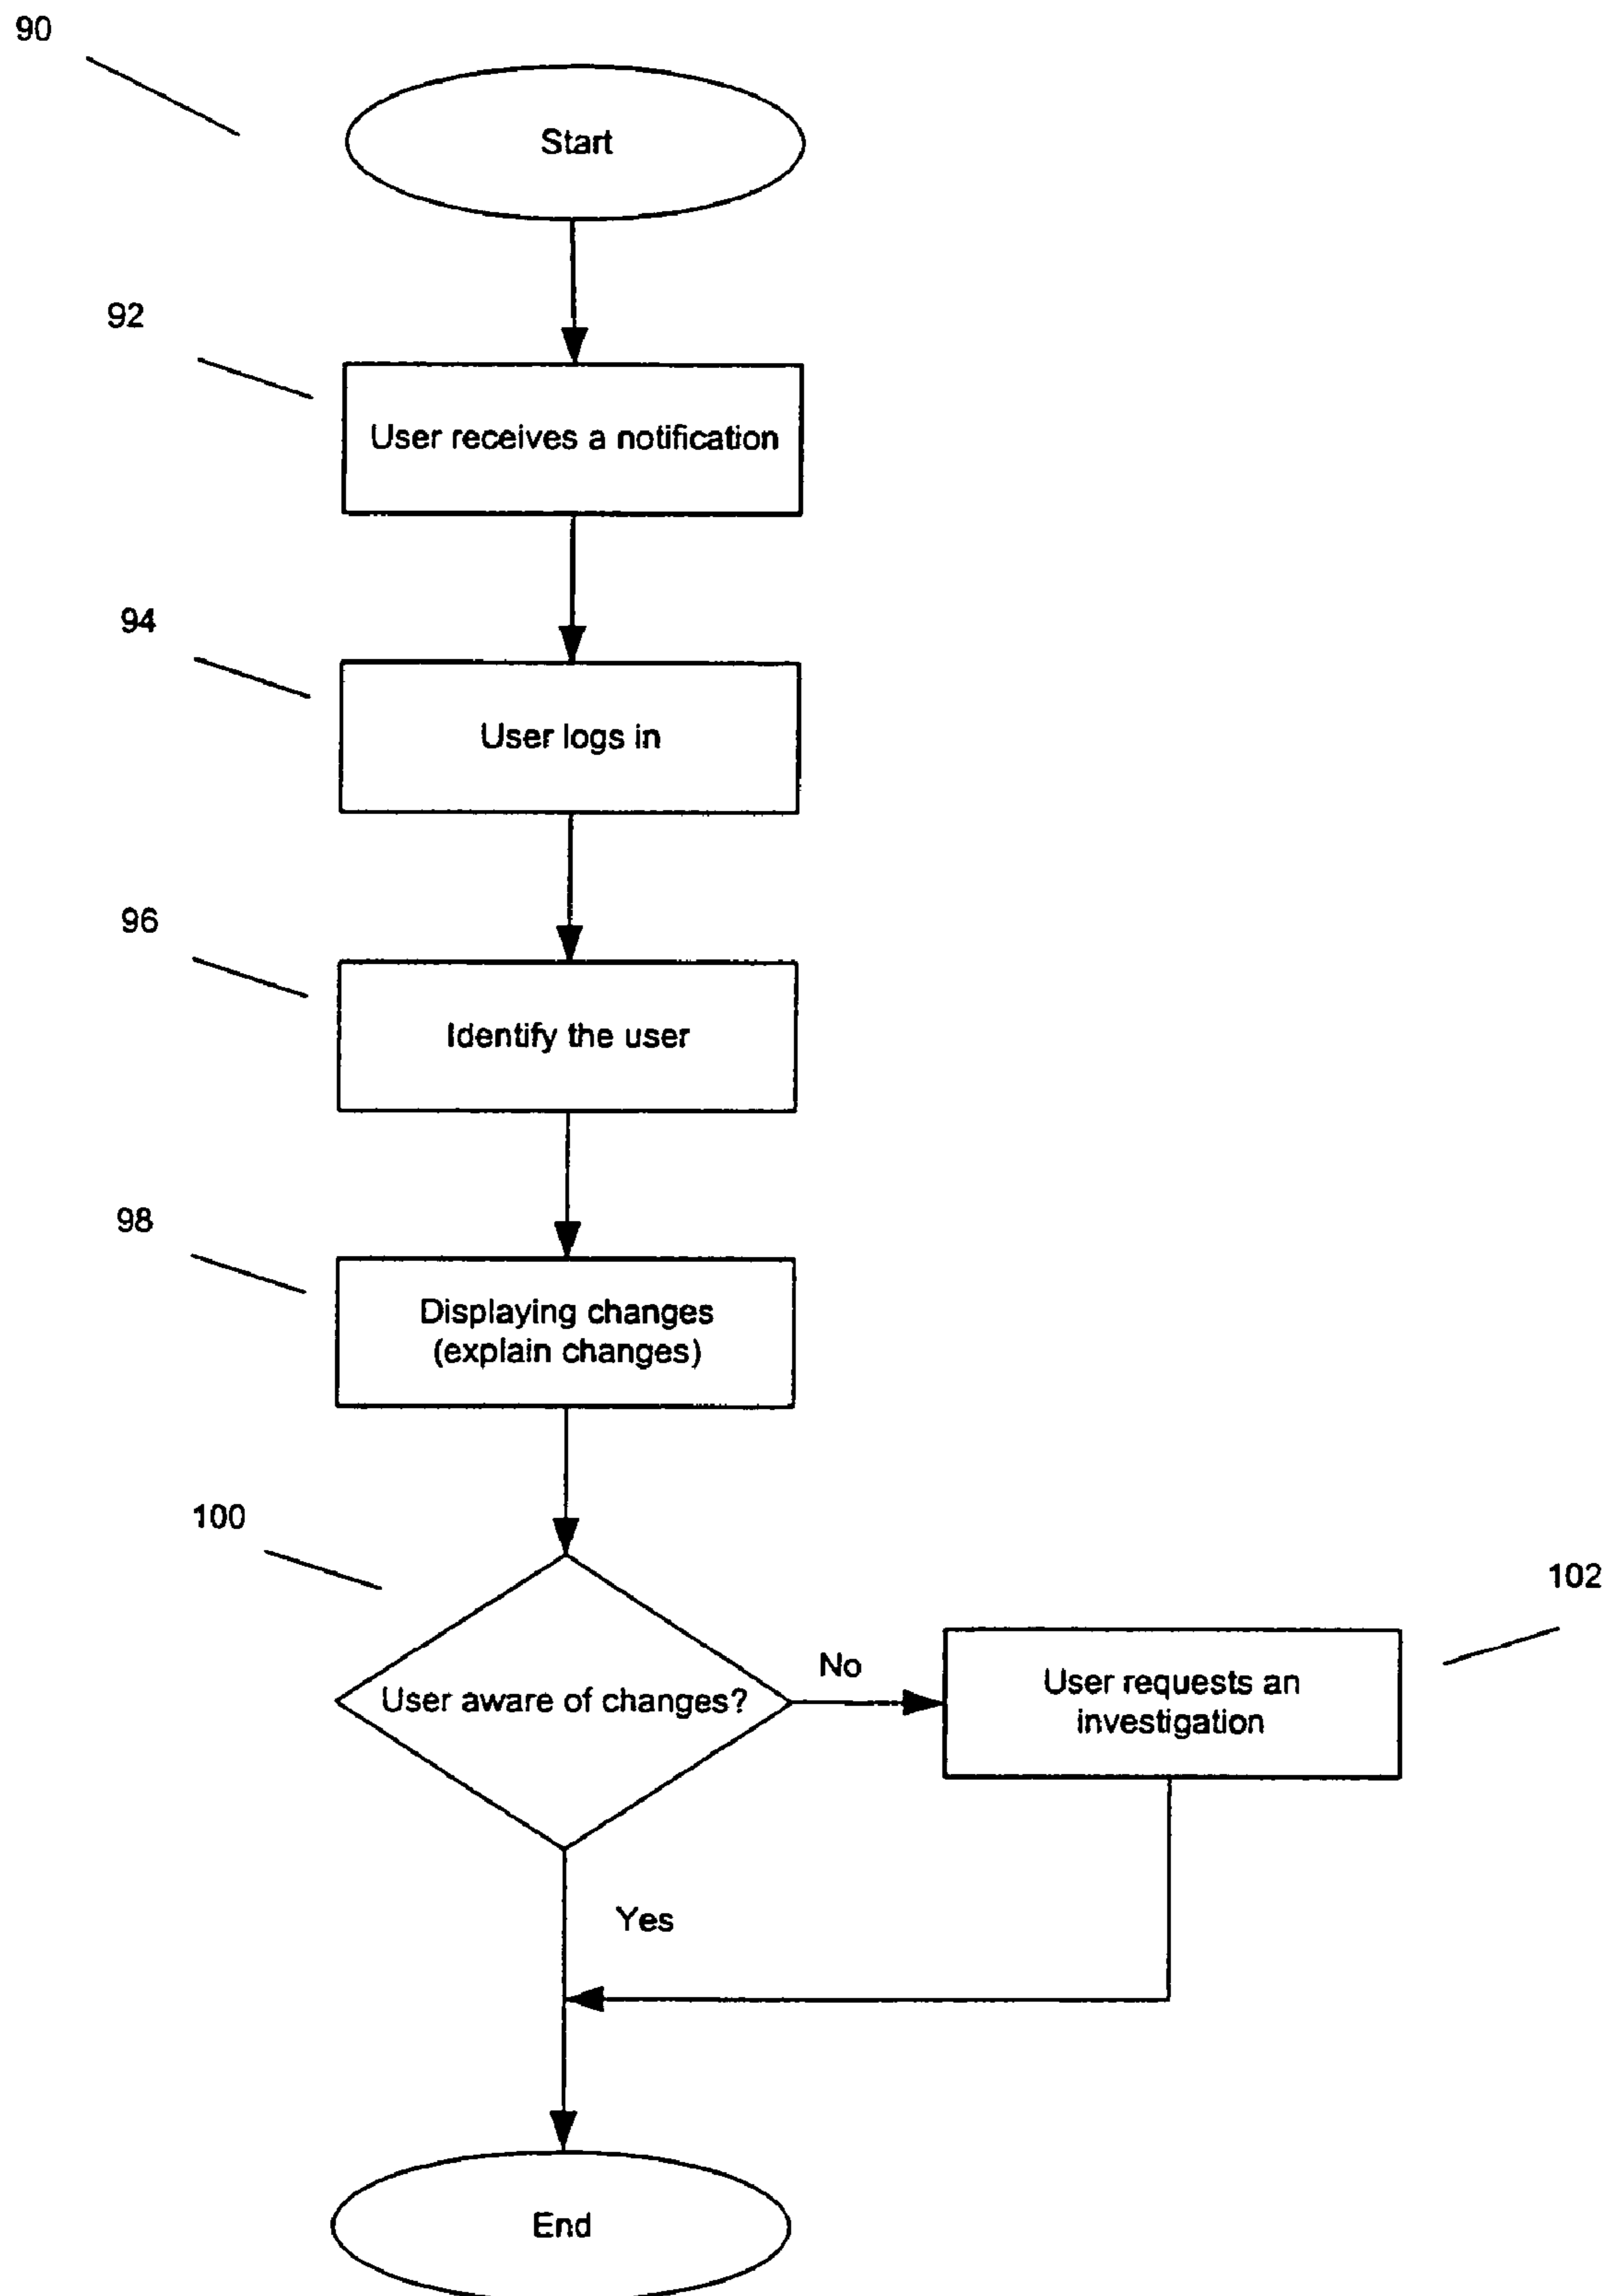 90
Start
92
User receives a notification
94
User logs in
96
Identify the user
98
Displaying changes
(explain changes)
100
102
No
User requests an
investigation
User aware of changes?
Yes
End